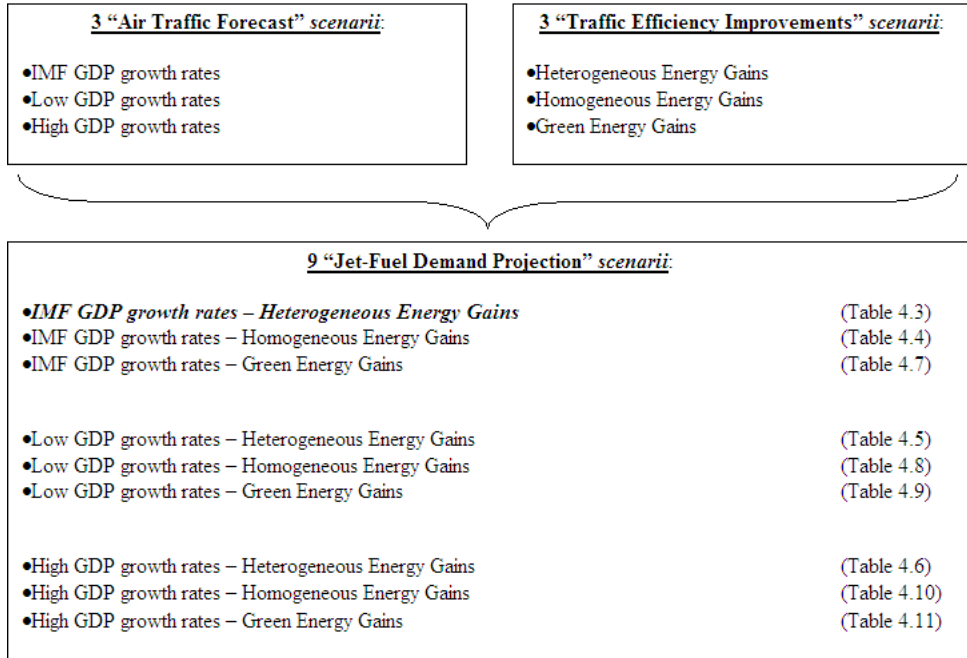 3 “Air Traffic Forecast” scenarii:
•IMF GDP growth rates
•Low GDP growth rates
•High GDP growth rates
3 “Traffic Efficiency Improvements” scenarii:
•Heterogeneous Energy Gains
•Homogeneous Energy Gains
•Green Energy Gains
9 “Jet-Fuel Demand Projection” scenarii:
•IMF GDP growth rates – Heterogeneous Energy Gains (Table 4.3)
•IMF GDP growth rates – Homogeneous Energy Gains (Table 4.4)
•IMF GDP growth rates – Green Energy Gains (Table 4.7)
•Low GDP growth rates – Heterogeneous Energy Gains (Table 4.5)
•Low GDP growth rates – Homogeneous Energy Gains (Table 4.8)
•Low GDP growth rates – Green Energy Gains (Table 4.9)
•High GDP growth rates – Heterogeneous Energy Gains (Table 4.6)
•High GDP growth rates – Homogeneous Energy Gains (Table 4.10)
•High GDP growth rates – Green Energy Gains (Table 4.11)